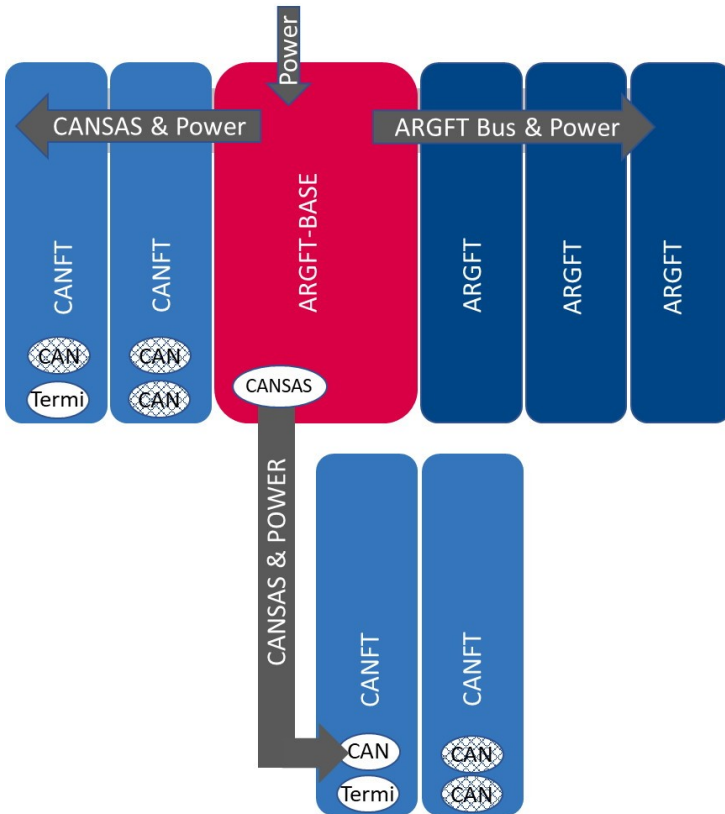 Power
CANSAS & Power
ARGFT Bus & Power
CANFT
CANFT
ARGFT-BASE
ARGFT
ARGFT
ARGFT
CAN
CAN
Termi
CAN
CANSAS
CANSAS & POWER
CANFT
CANFT
CAN
CAN
Termi
CAN